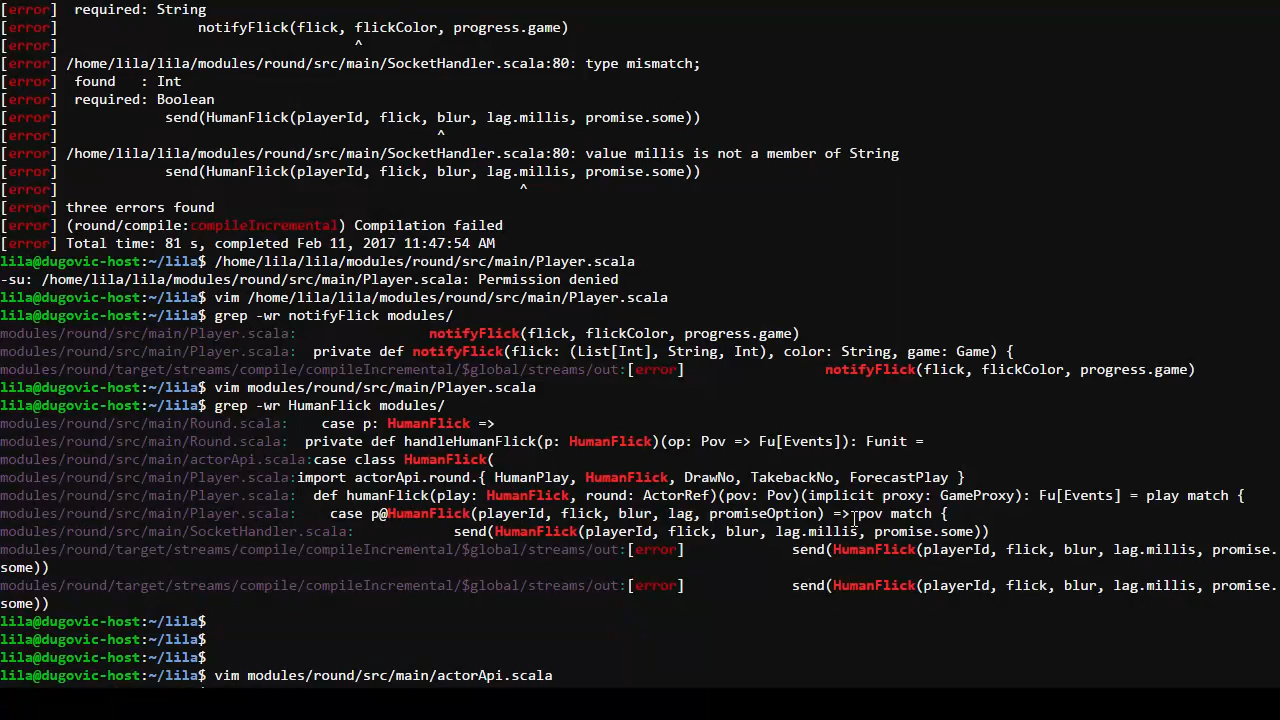 [error]  required: String
[error]                 notifyFlick(flick, flickColor, progress.game)
[error]                                    ^
[error] /home/lila/lila/modules/round/src/main/SocketHandler.scala:80: type mismatch;
[error]  found   : Int
[error]  required: Boolean
[error]             send(HumanFlick(playerId, flick, blur, lag.millis, promise.some))
[error]                                              ^
[error] /home/lila/lila/modules/round/src/main/SocketHandler.scala:80: value millis is not a member of String
[error]             send(HumanFlick(playerId, flick, blur, lag.millis, promise.some))
[error]                                                        ^
[error] three errors found
[error] (round/compile:compileIncremental) Compilation failed
[error] Total time: 81 s, completed Feb 11, 2017 11:47:54 AM
lila@dugovic-host:~/lila$ /home/lila/lila/modules/round/src/main/Player.scala
-su: /home/lila/lila/modules/round/src/main/Player.scala: Permission denied
lila@dugovic-host:~/lila$ vim /home/lila/lila/modules/round/src/main/Player.scala
lila@dugovic-host:~/lila$ grep -wr notifyFlick modules/
modules/round/src/main/Player.scala:                notifyFlick(flick, flickColor, progress.game)
modules/round/src/main/Player.scala:  private def notifyFlick(flick: (List[Int], String, Int), color: String, game: Game) {
modules/round/target/streams/compile/compileIncremental/$global/streams/out:[error]                 notifyFlick(flick, flickColor, progress.game)
lila@dugovic-host:~/lila$ vim modules/round/src/main/Player.scala
lila@dugovic-host:~/lila$ grep -wr HumanFlick modules/
modules/round/src/main/Round.scala:    case p: HumanFlick =>
modules/round/src/main/Round.scala:  private def handleHumanFlick(p: HumanFlick)(op: Pov => Fu[Events]): Funit =
modules/round/src/main/actorApi.scala:case class HumanFlick(
modules/round/src/main/Player.scala:import actorApi.round.{ HumanPlay, HumanFlick, DrawNo, TakebackNo, ForecastPlay }
modules/round/src/main/Player.scala:  def humanFlick(play: HumanFlick, round: ActorRef)(pov: Pov)(implicit proxy: GameProxy): Fu[Events] = play match {
modules/round/src/main/Player.scala:    case p@HumanFlick(playerId, flick, blur, lag, promiseOption) => pov match {
modules/round/src/main/SocketHandler.scala:            send(HumanFlick(playerId, flick, blur, lag.millis, promise.some))
modules/round/target/streams/compile/compileIncremental/$global/streams/out:[error]             send(HumanFlick(playerId, flick, blur, lag.millis, promise.
some))
modules/round/target/streams/compile/compileIncremental/$global/streams/out:[error]             send(HumanFlick(playerId, flick, blur, lag.millis, promise.
some))
lila@dugovic-host:~/lila$
lila@dugovic-host:~/lila$
lila@dugovic-host:~/lila$
lila@dugovic-host:~/lila$ vim modules/round/src/main/actorApi.scala